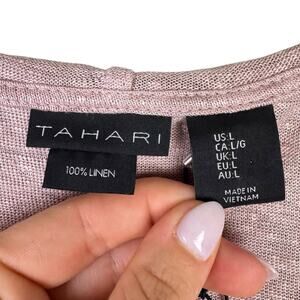 TAHARI
100% LINEN
US:L
CA:L/G
UK:L
EU:L
AU:L
MADE IN
VIETNAM